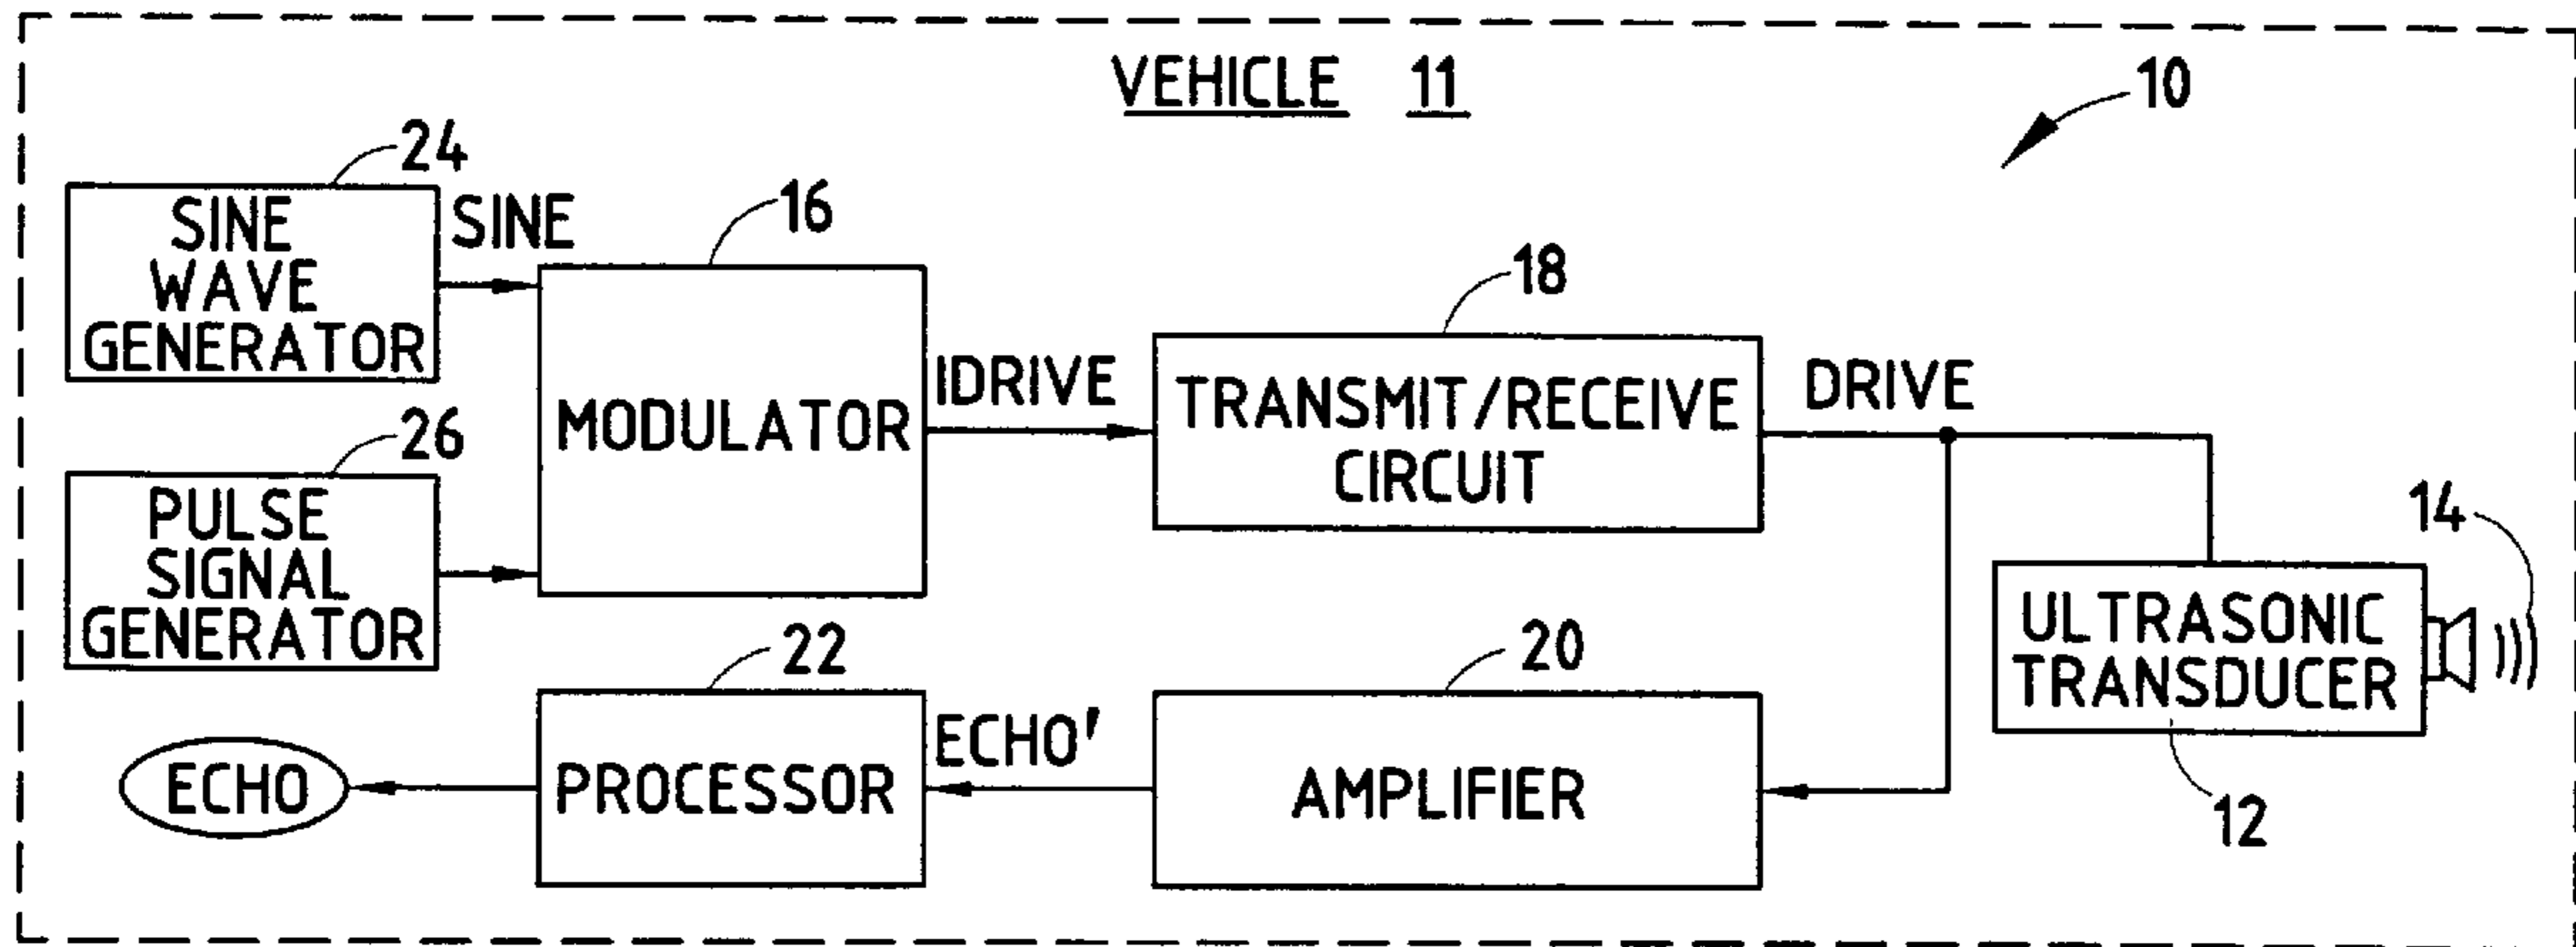 VEHICLE 11
10
24
SINE
WAVE
GENERATOR
SINE
16
MODULATOR
26
PULSE
SIGNAL
GENERATOR
IDRIVE
18
TRANSMIT/RECEIVE
CIRCUIT
DRIVE
14
ULTRASONIC
TRANSDUCER
12
20
AMPLIFIER
ECHO'
22
PROCESSOR
ECHO